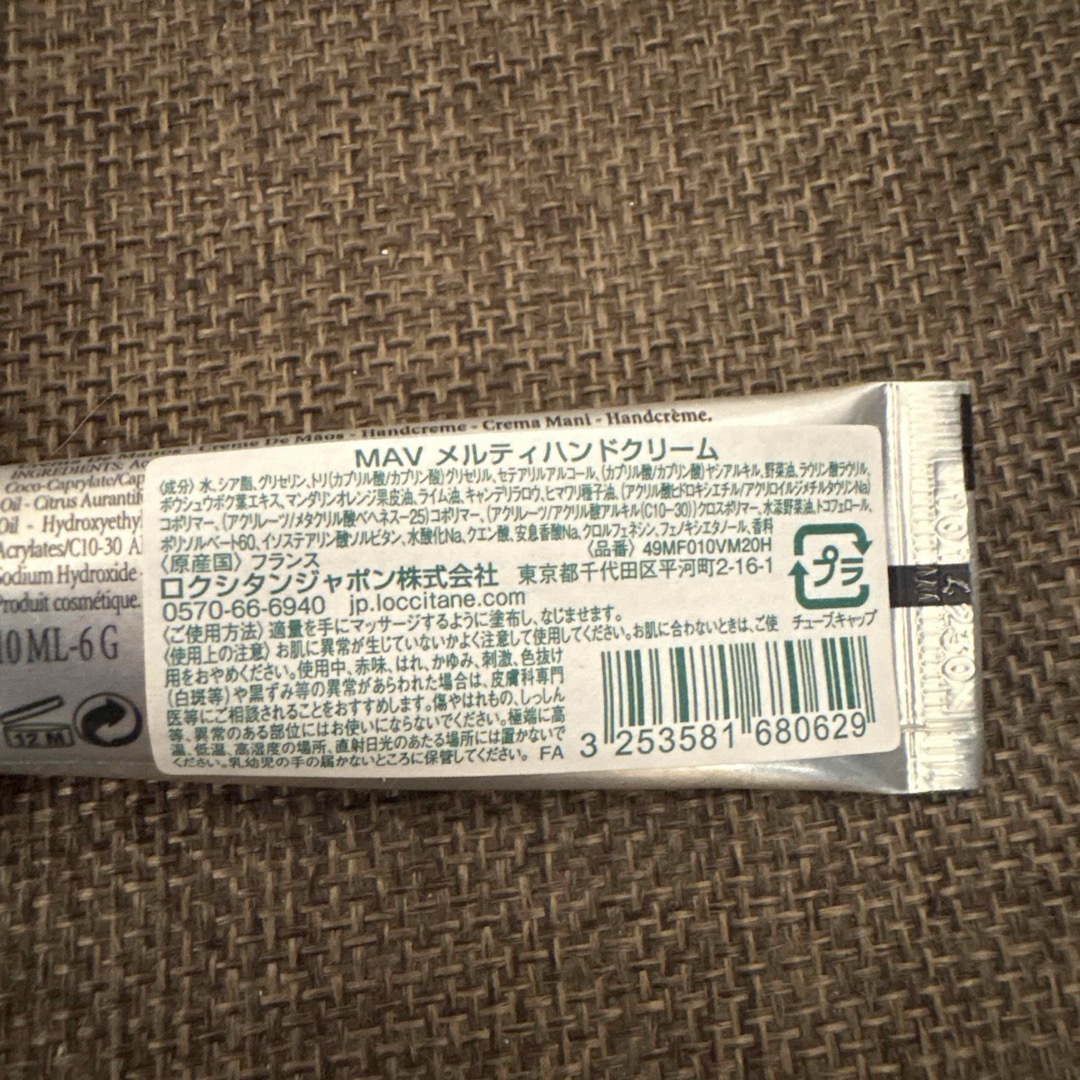 Creme De Mãos - Handcreme - Crema Mani - Handcrème.
INGREDIENTS:
Coco-Caprylate/Cap
Oil - Citrus Aurantif
Oil - Hydroxyethyl
Acrylates/C10-30
Sodium Hydroxide
Produit cosmétique.
10 ML-6 G
12 M
MAV メルティハンドクリーム
〈成分〉水、シア脂、グリセリン、トリ(カプリル酸/カプリン酸)グリセリル、セテアリルアルコール、(カプリル酸/カプリン酸)ヤシアルキル、野菜油、ラウリン酸ラウリル、
ボウシュウボク葉エキス、マンダリンオレンジ果皮油、ライム油、キャンデリラロウ、ヒマワリ種子油、(アクリル酸ヒドロキシエチル/アクリロイルジメチルタウリンNa)
コポリマー、(アクリレーツ/メタクリル酸ベヘネス-25)コポリマー、(アクリレーツ/アクリル酸アルキル(C10-30))クロスポリマー、水添野菜油、トコフェロール、
ポリソルベート60、イソステアリン酸ソルビタン、水酸化Na、クエン酸、安息香酸Na、クロルフェネシン、フェノキシエタノール、香料
〈原産国〉フランス 〈品番〉49MF010VM20H
ロクシタンジャポン株式会社 東京都千代田区平河町2-16-1
0570-66-6940 jp.loccitane.com
プラ
チューブキャップ
〈ご使用方法〉適量を手にマッサージするように塗布し、なじませます。
〈使用上の注意〉お肌に異常が生じていないかよく注意して使用してください。お肌に合わないときは、ご使
用をおやめください。使用中、赤味、はれ、かゆみ、刺激、色抜け
(白斑等)や黒ずみ等の異常があらわれた場合は、皮膚科専門
医等にご相談されることをおすすめします。傷やはれもの、しっしん
等、異常のある部位にはお使いにならないでください。極端に高
温、低温、高湿度の場所、直射日光のあたる場所には置かないで
ください。乳幼児の手の届かないところに保管してください。 FA
3 253581 680629